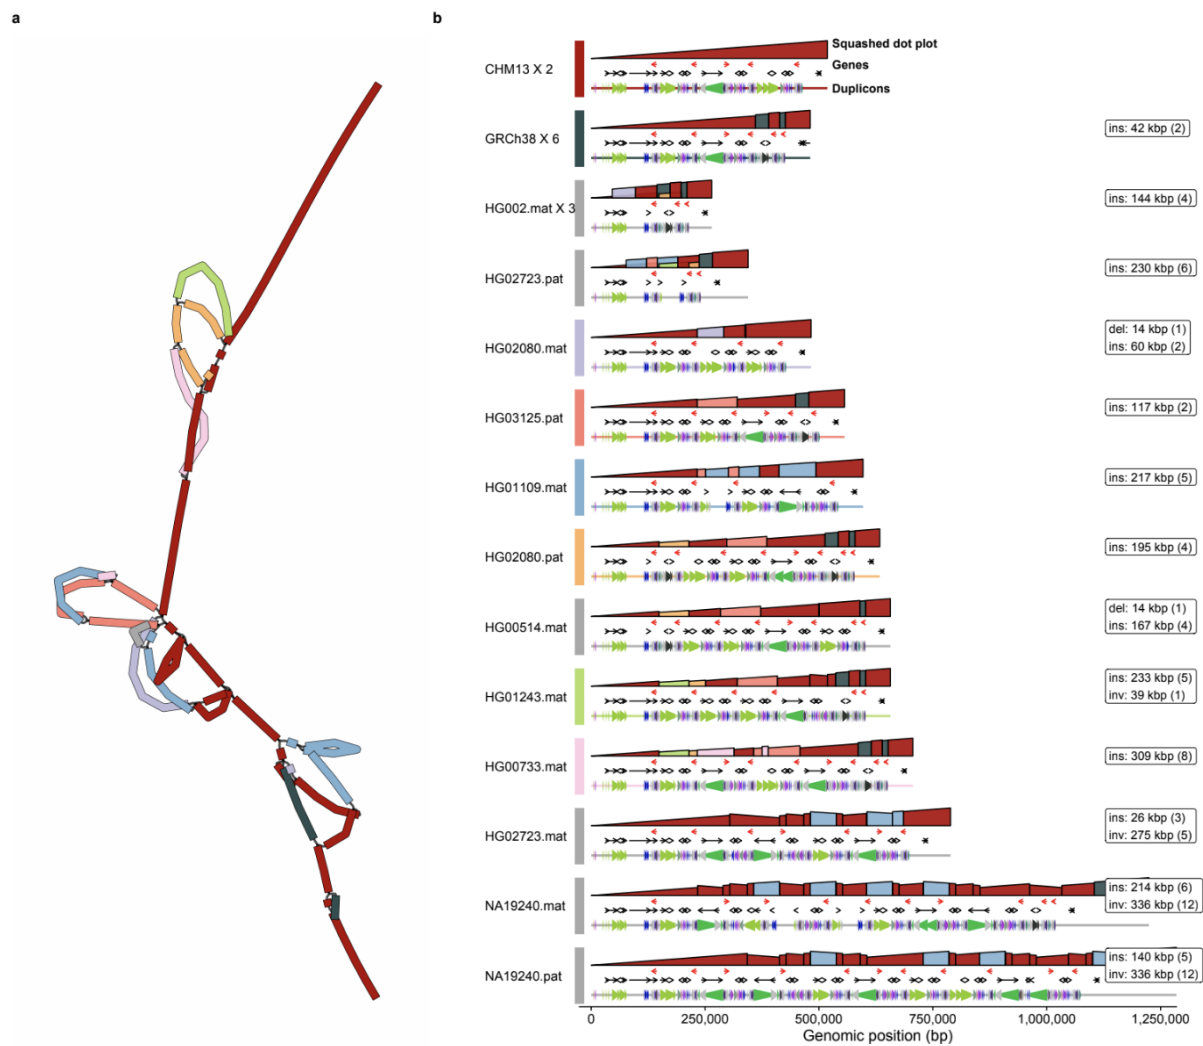 a
b
CHM13 X 2
Squashed dot plot
Genes
Duplicons
GRCh38 X 6
ins: 42 kbp (2)
HG002.mat X 3
ins: 144 kbp (4)
HG02723.pat
ins: 230 kbp (6)
HG02080.mat
del: 14 kbp (1)
ins: 60 kbp (2)
HG03125.pat
ins: 117 kbp (2)
HG01109.mat
ins: 217 kbp (5)
HG02080.pat
ins: 195 kbp (4)
HG00514.mat
del: 14 kbp (1)
ins: 167 kbp (4)
HG01243.mat
ins: 233 kbp (5)
inv: 39 kbp (1)
HG00733.mat
ins: 309 kbp (8)
HG02723.mat
ins: 26 kbp (3)
inv: 275 kbp (5)
NA19240.mat
ins: 214 kbp (6)
inv: 336 kbp (12)
NA19240.pat
ins: 140 kbp (5)
inv: 336 kbp (12)
0 250,000 500,000 750,000 1,000,000 1,250,000
Genomic position (bp)